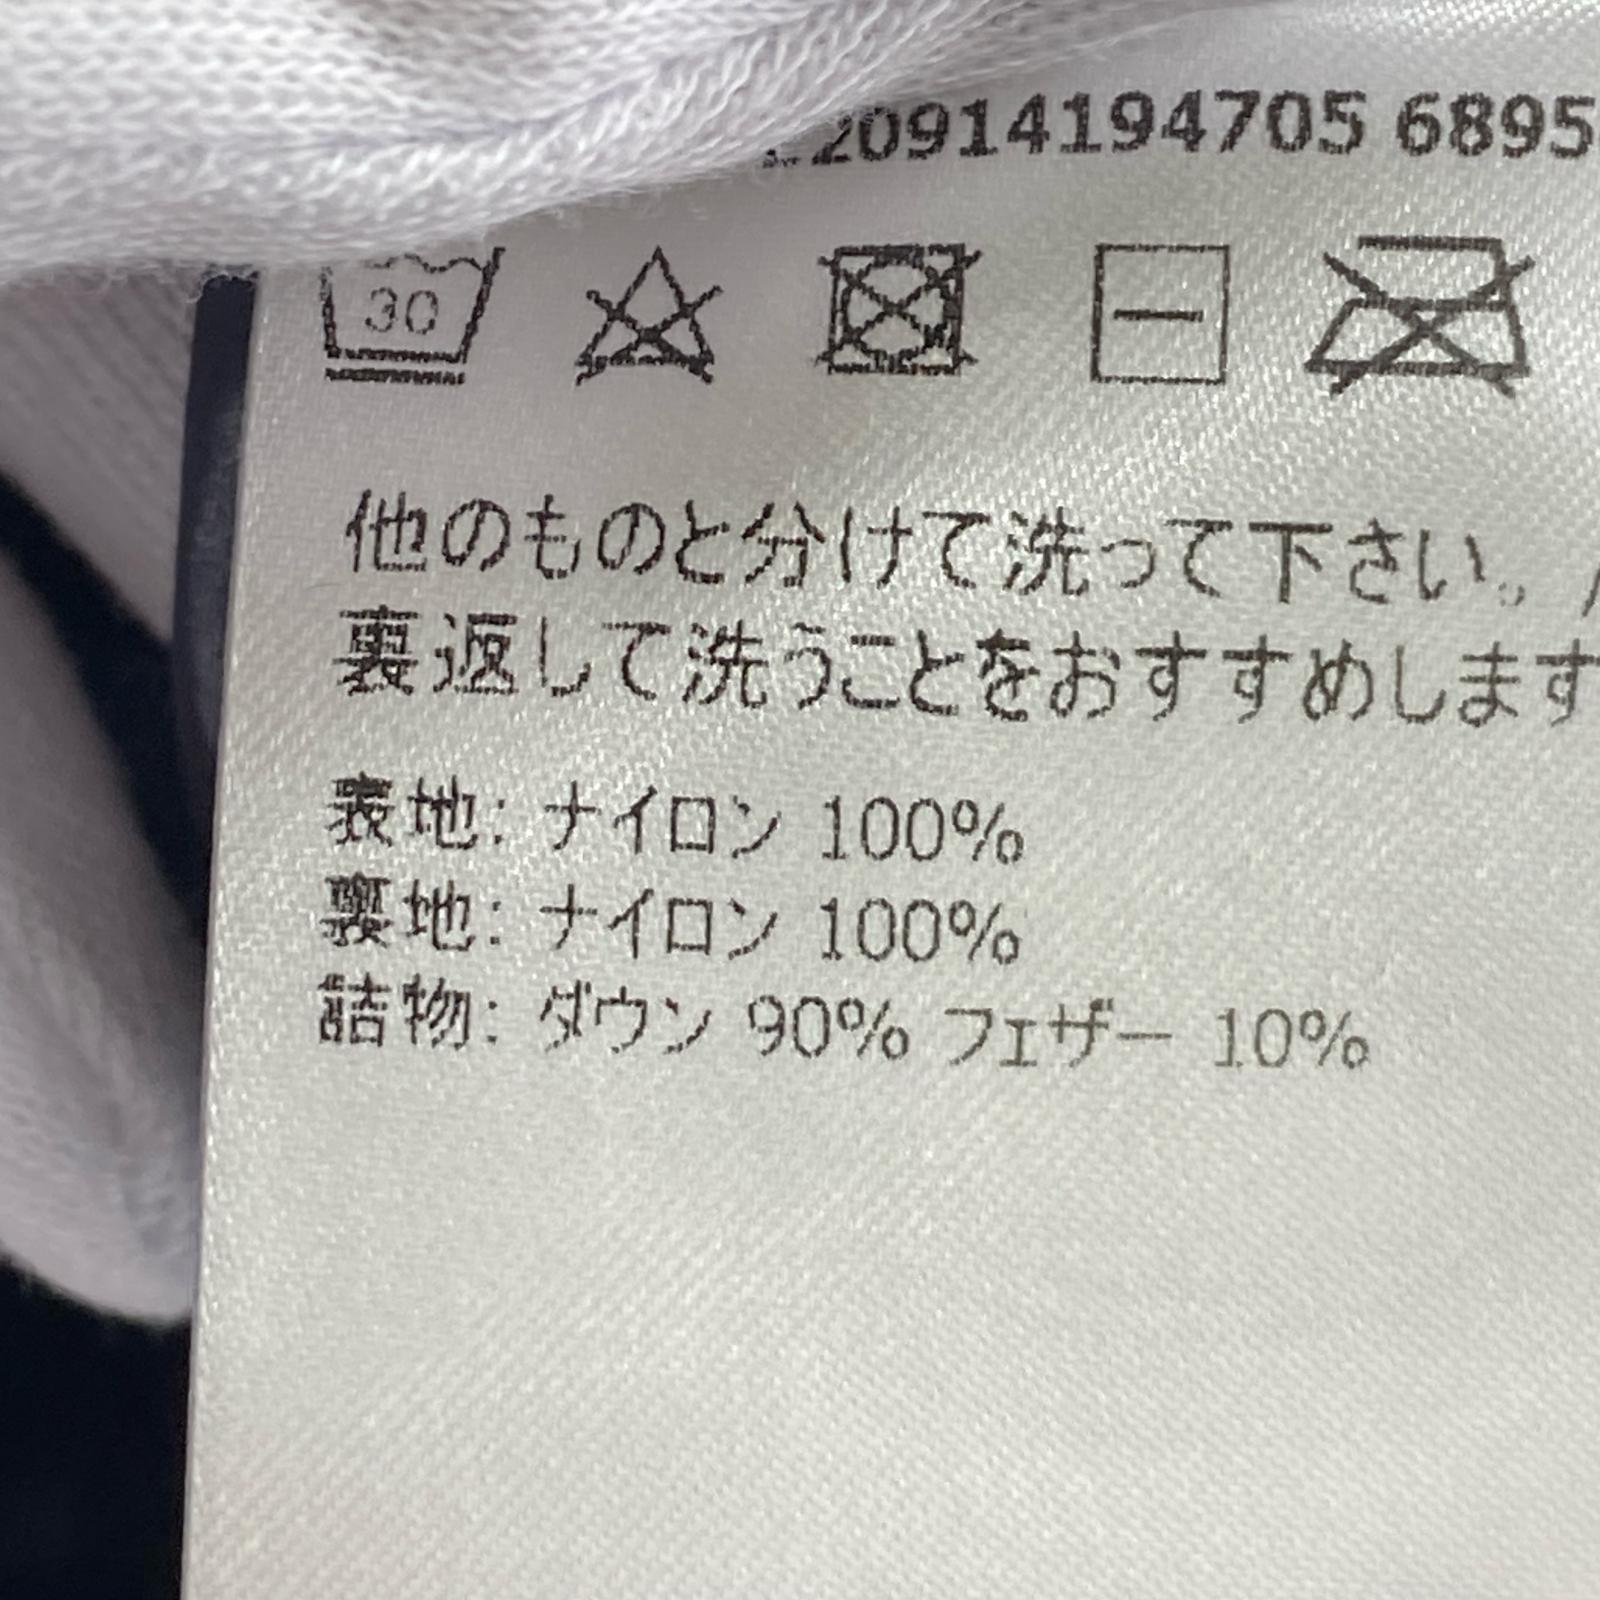 20914194705 6895
30
他のものと分けて洗って下さい。
裏返して洗うことをおすすめします
表地: ナイロン 100%
裏地: ナイロン 100%
詰物: ダウン 90% フェザー 10%